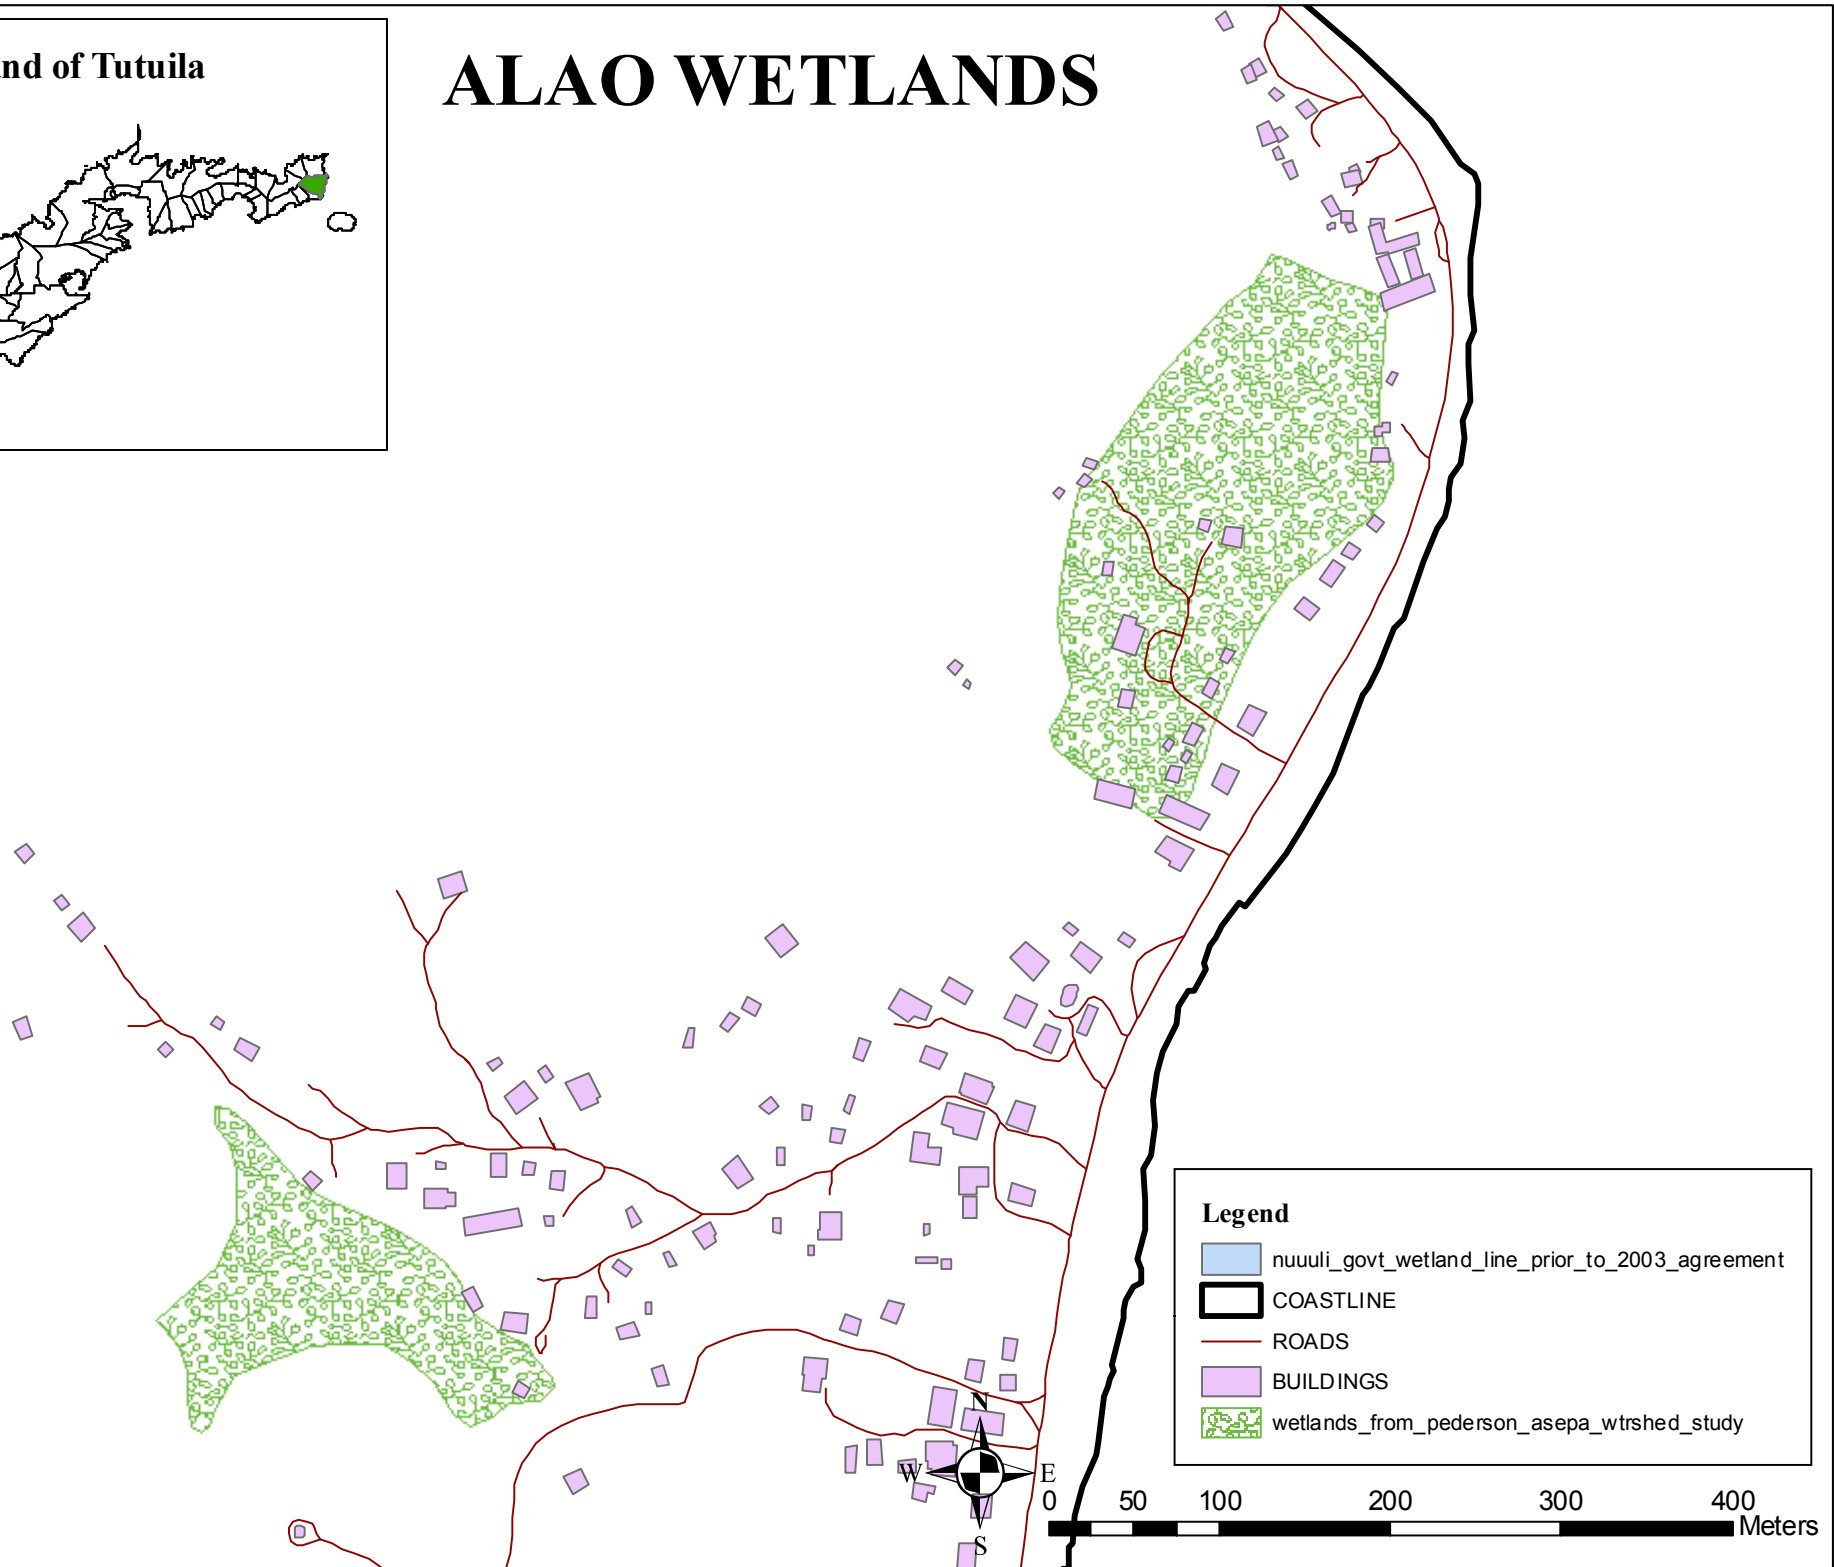 nd of Tutuila
ALAO WETLANDS
Legend
nuuuli_govt_wetland_line_prior_to_2003_agreement
COASTLINE
ROADS
BUILDINGS
wetlands_from_pederson_asepa_wtrshed_study
N
W E
S
0 50 100 200 300 400
Meters